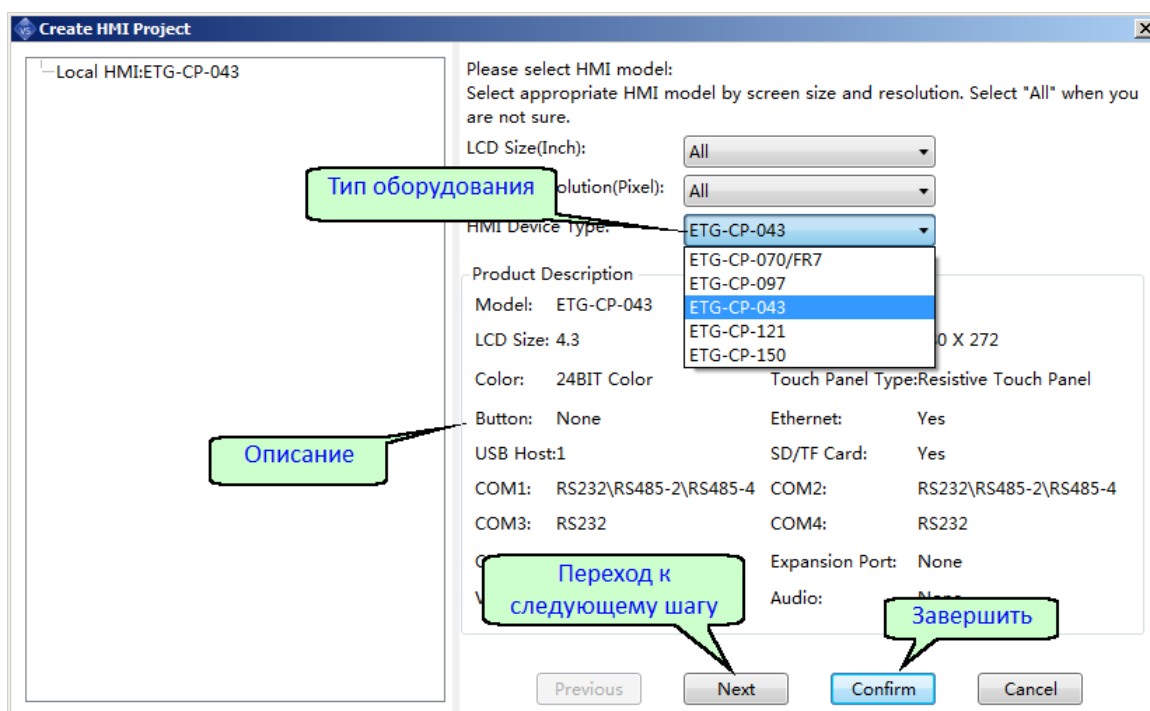 Create HMI Project
Local HMI:ETG-CP-043
Please select HMI model:
Select appropriate HMI model by screen size and resolution. Select "All" when you
are not sure.
LCD Size(Inch): All
Тип оборудования
olution(Pixel): All
HMI Device Type: ETG-CP-043
ETG-CP-070/FR7
ETG-CP-097
ETG-CP-043
ETG-CP-121
ETG-CP-150
Product Description
Model: ETG-CP-043
LCD Size: 4.3 0 X 272
Color: 24BIT Color Touch Panel Type:Resistive Touch Panel
Button: None Ethernet: Yes
Описание
USB Host:1 SD/TF Card: Yes
COM1: RS232\RS485-2\RS485-4 COM2: RS232\RS485-2\RS485-4
COM3: RS232 COM4: RS232
Expansion Port: None
Переход к
следующему шагу
Audio: None
Завершить
Previous Next Confirm Cancel